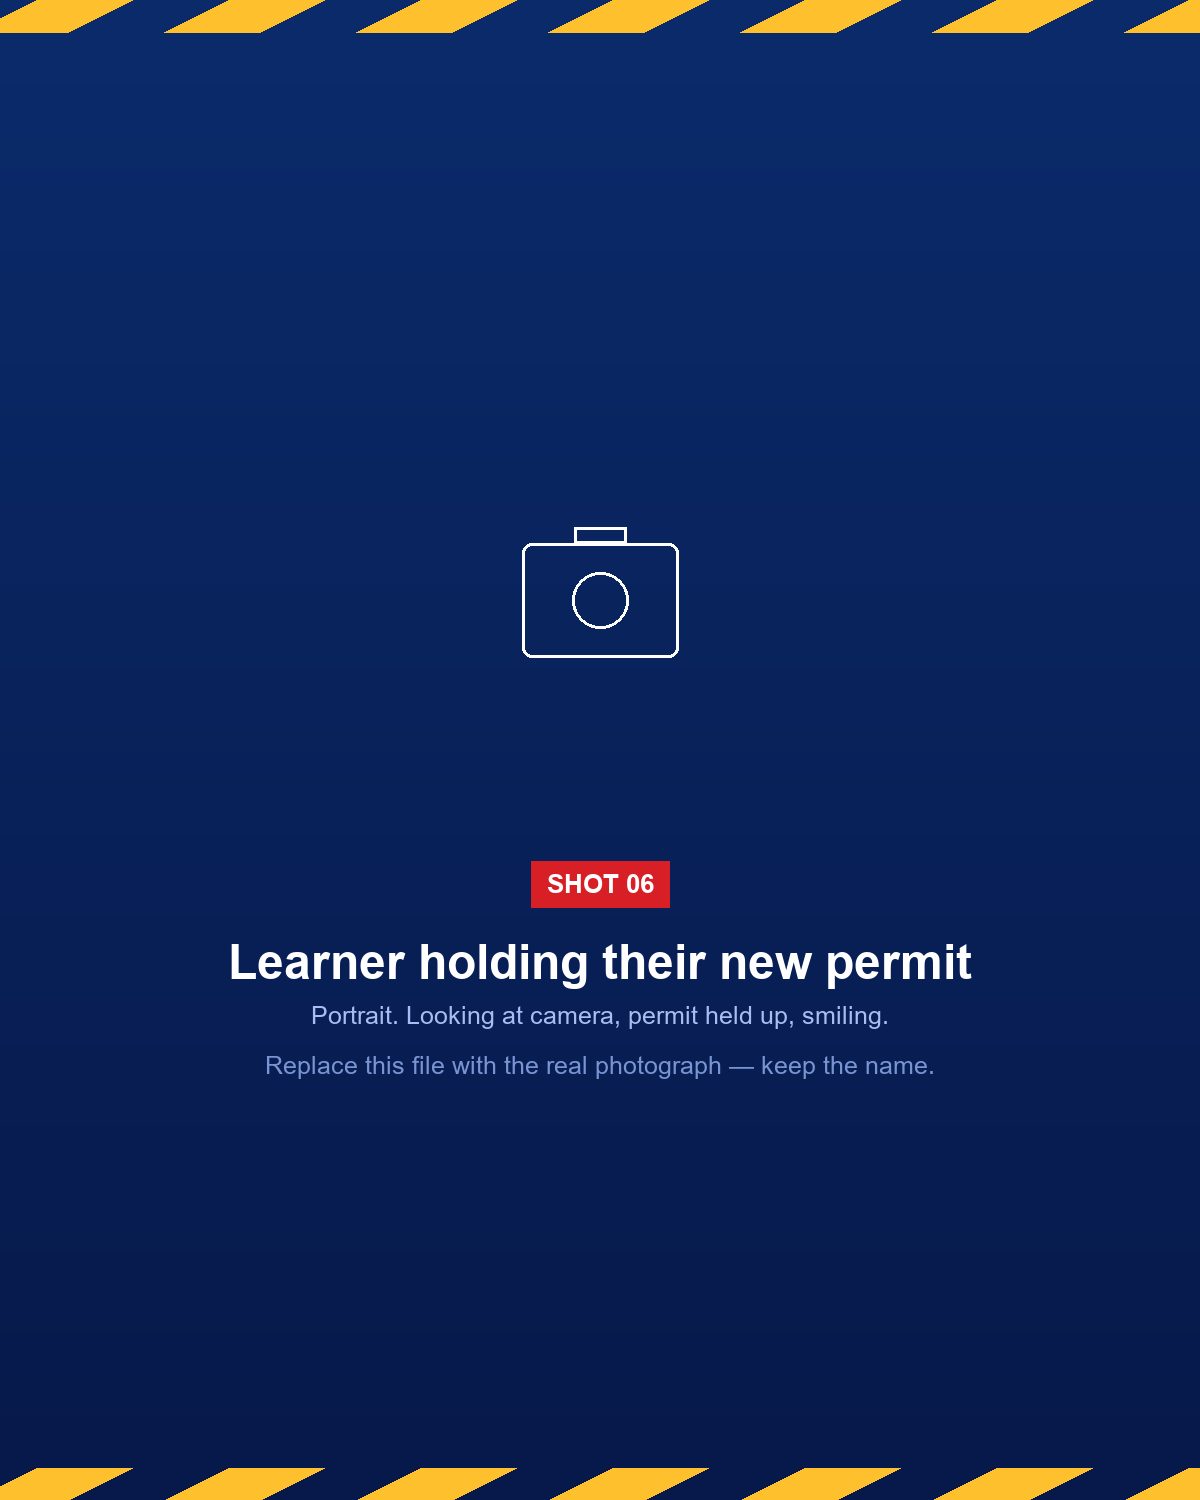 SHOT 06
Learner holding their new permit
Portrait. Looking at camera, permit held up, smiling.
Replace this file with the real photograph — keep the name.